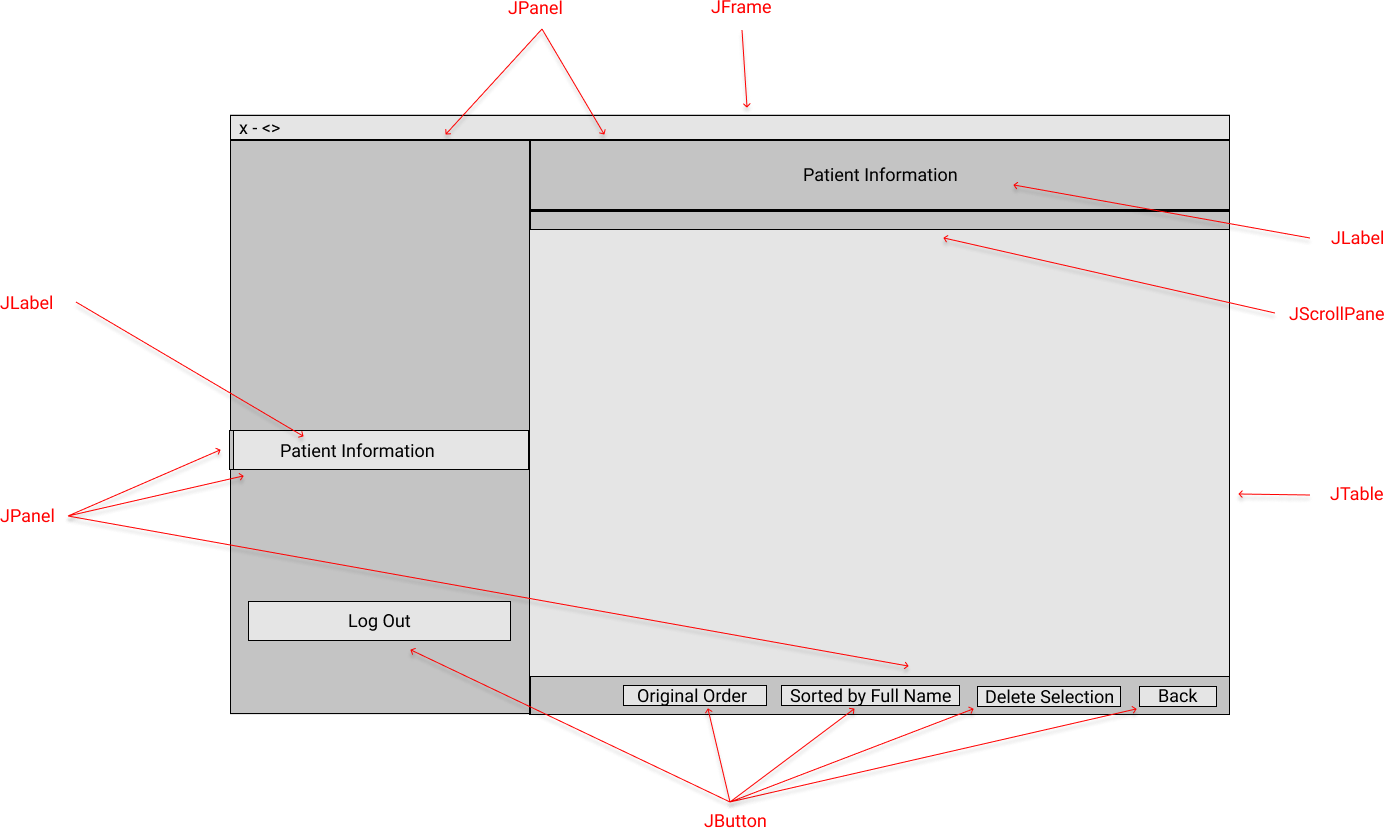 JPanel
JFrame
x - <>
Patient Information
JLabel
JScrollPane
JLabel
Patient Information
JTable
JPanel
Log Out
Original Order
Sorted by Full Name
Delete Selection
Back
JButton